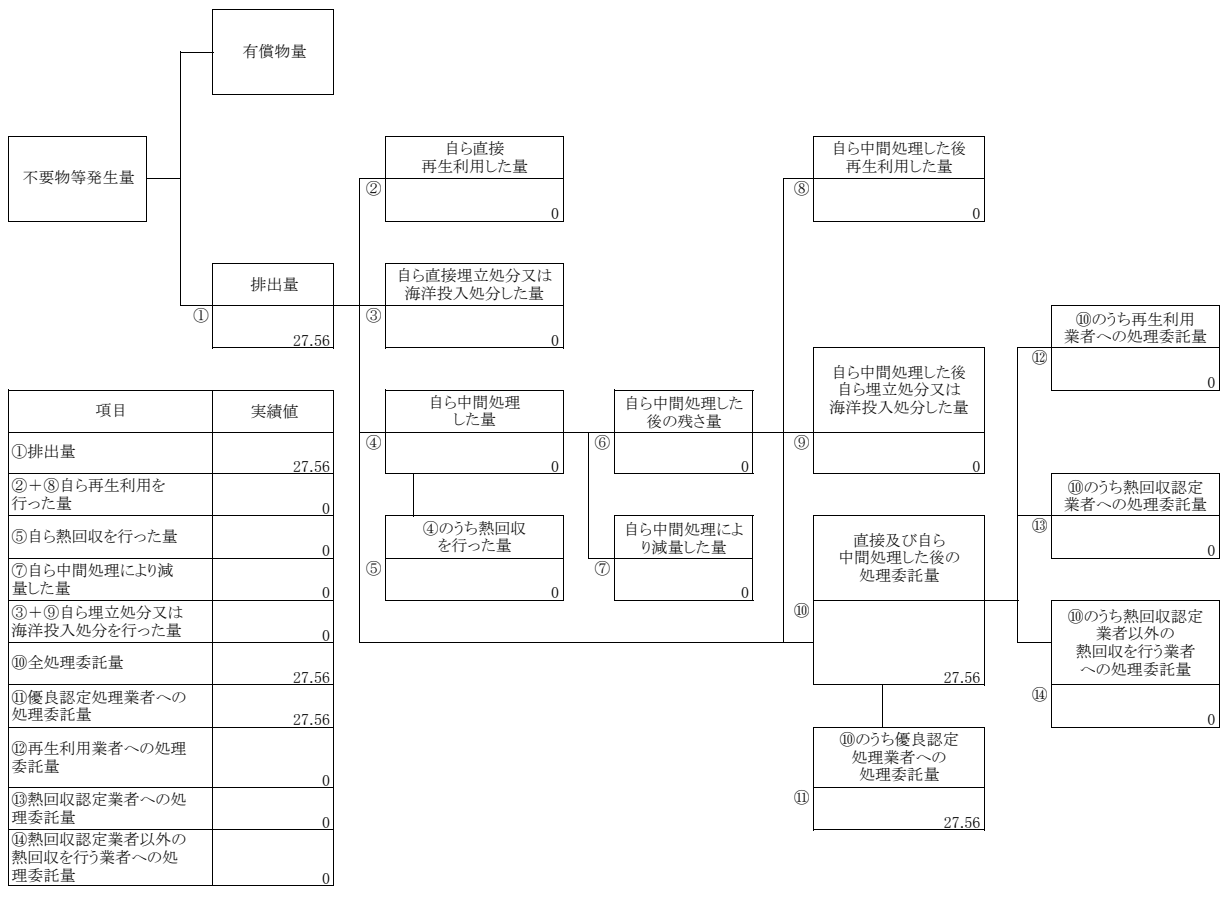 有償物量
不要物等発生量
排出量
①
27.56
自ら直接
再生利用した量
②
0
自ら直接埋立処分又は
海洋投入処分した量
③
0
自ら中間処理
した量
④
0
④のうち熱回収
を行った量
⑤
0
自ら中間処理した
後の残さ量
⑥
0
自ら中間処理によ
り減量した量
⑦
0
自ら中間処理した後
再生利用した量
⑧
0
自ら中間処理した後
自ら埋立処分又は
海洋投入処分した量
⑨
0
直接及び自ら
中間処理した後の
処理委託量
⑩
27.56
⑩のうち優良認定
処理業者への
処理委託量
⑪
27.56
⑩のうち再生利用
業者への処理委託量
⑫
0
⑩のうち熱回収認定
業者への処理委託量
⑬
0
⑩のうち熱回収認定
業者以外の
熱回収を行う業者
への処理委託量
⑭
0
項目 実績値
①排出量
27.56
②＋⑧自ら再生利用を
行った量
0
⑤自ら熱回収を行った量
0
⑦自ら中間処理により減
量した量
0
③＋⑨自ら埋立処分又は
海洋投入処分を行った量
0
⑩全処理委託量
27.56
⑪優良認定処理業者への
処理委託量
27.56
⑫再生利用業者への処理
委託量
0
⑬熱回収認定業者への処
理委託量
0
⑭熱回収認定業者以外の
熱回収を行う業者への処
理委託量
0